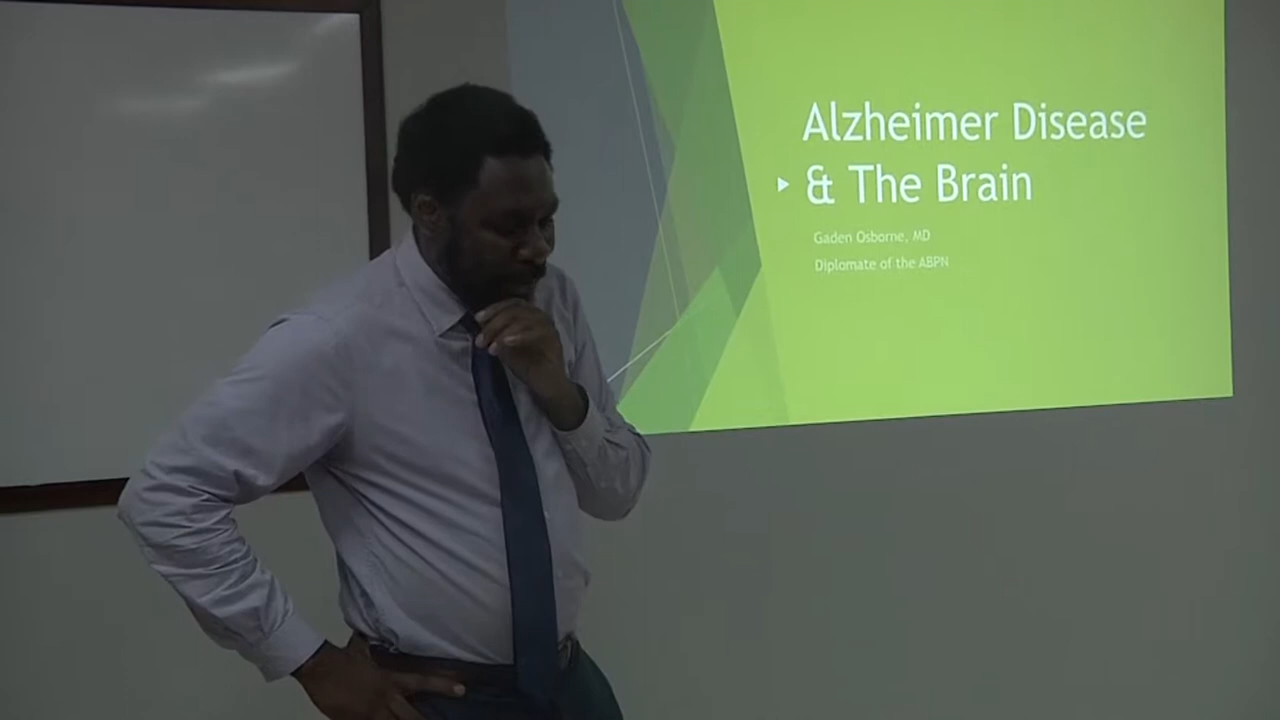 Alzheimer Disease
& The Brain
Gaden Osborne, MD
Diplomate of the ABPN